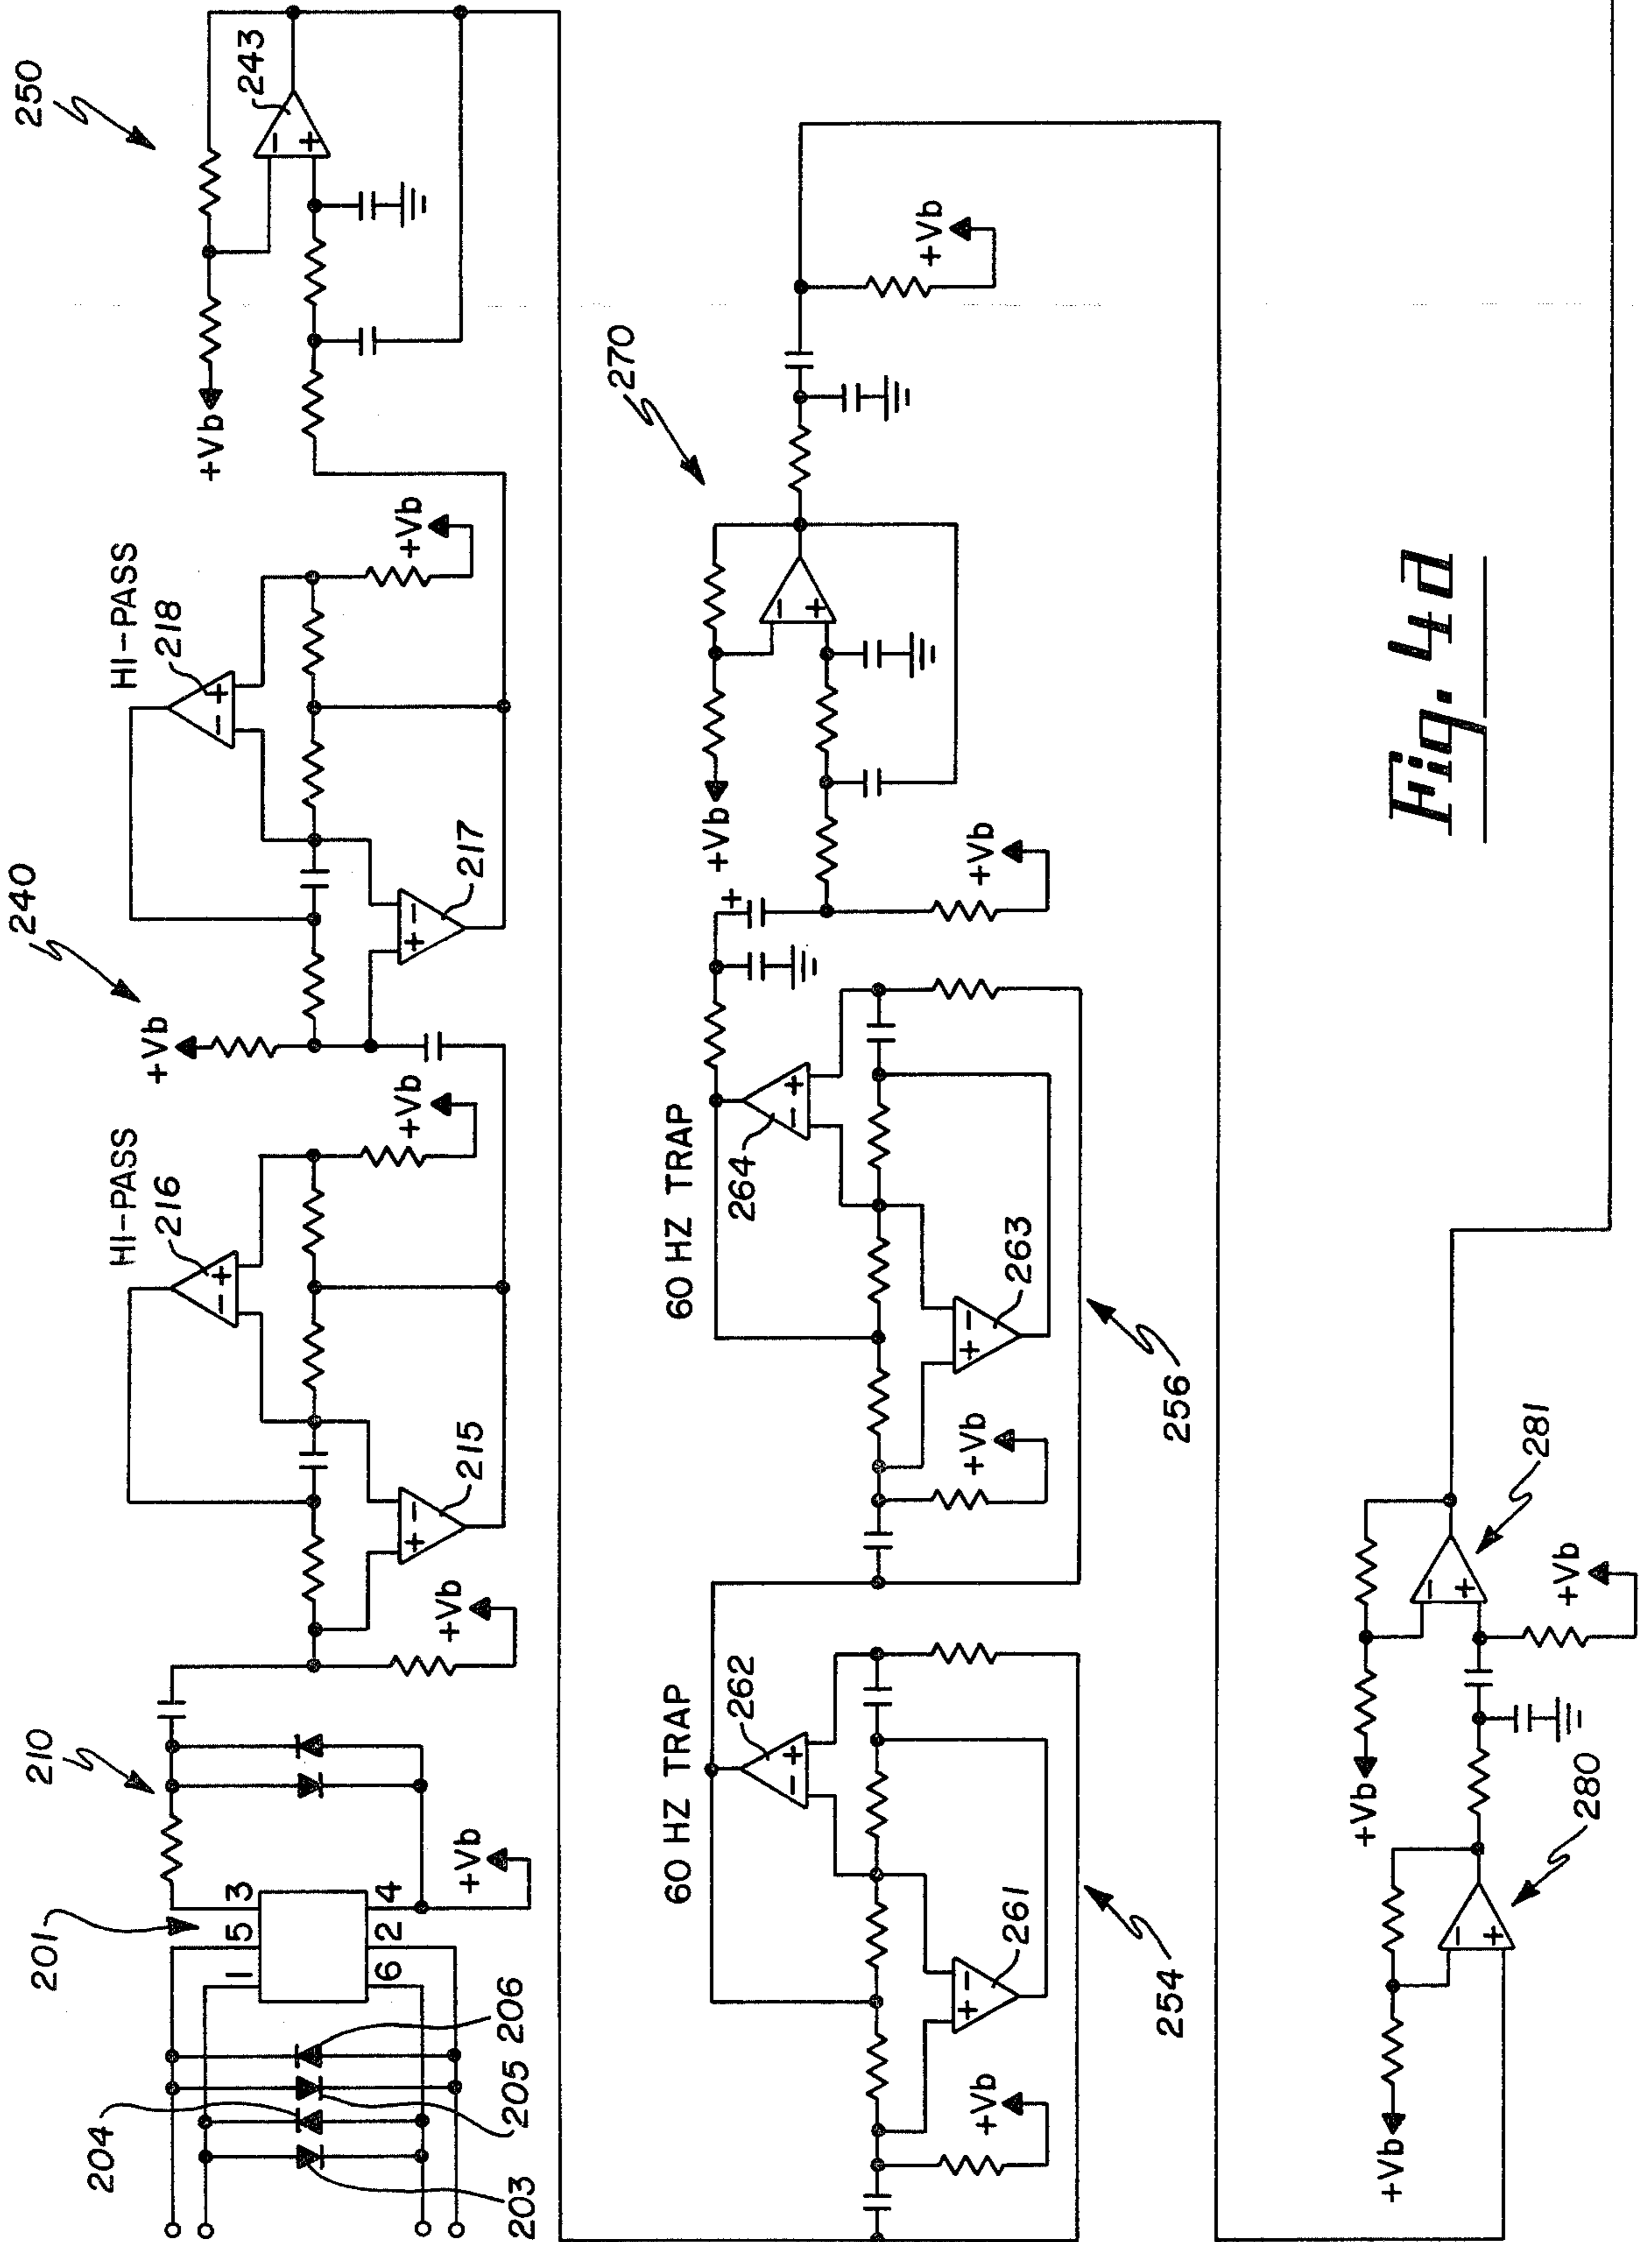 210
201
1 5 3
6 2 4
+Vb
204
203
205
206
+Vb
HI-PASS
216
+
−
+
−
215
+Vb
240
+Vb
HI-PASS
218
+
−
+
−
217
+Vb
250
+Vb
243
−
+
60 HZ TRAP
262
−
+
+
−
261
+Vb
254
60 HZ TRAP
264
−
+
+
−
263
+Vb
256
270
+
+Vb
+Vb
−
+
+Vb
+Vb
−
+
280
+Vb
−
+
281
+Vb
Fig. 4d